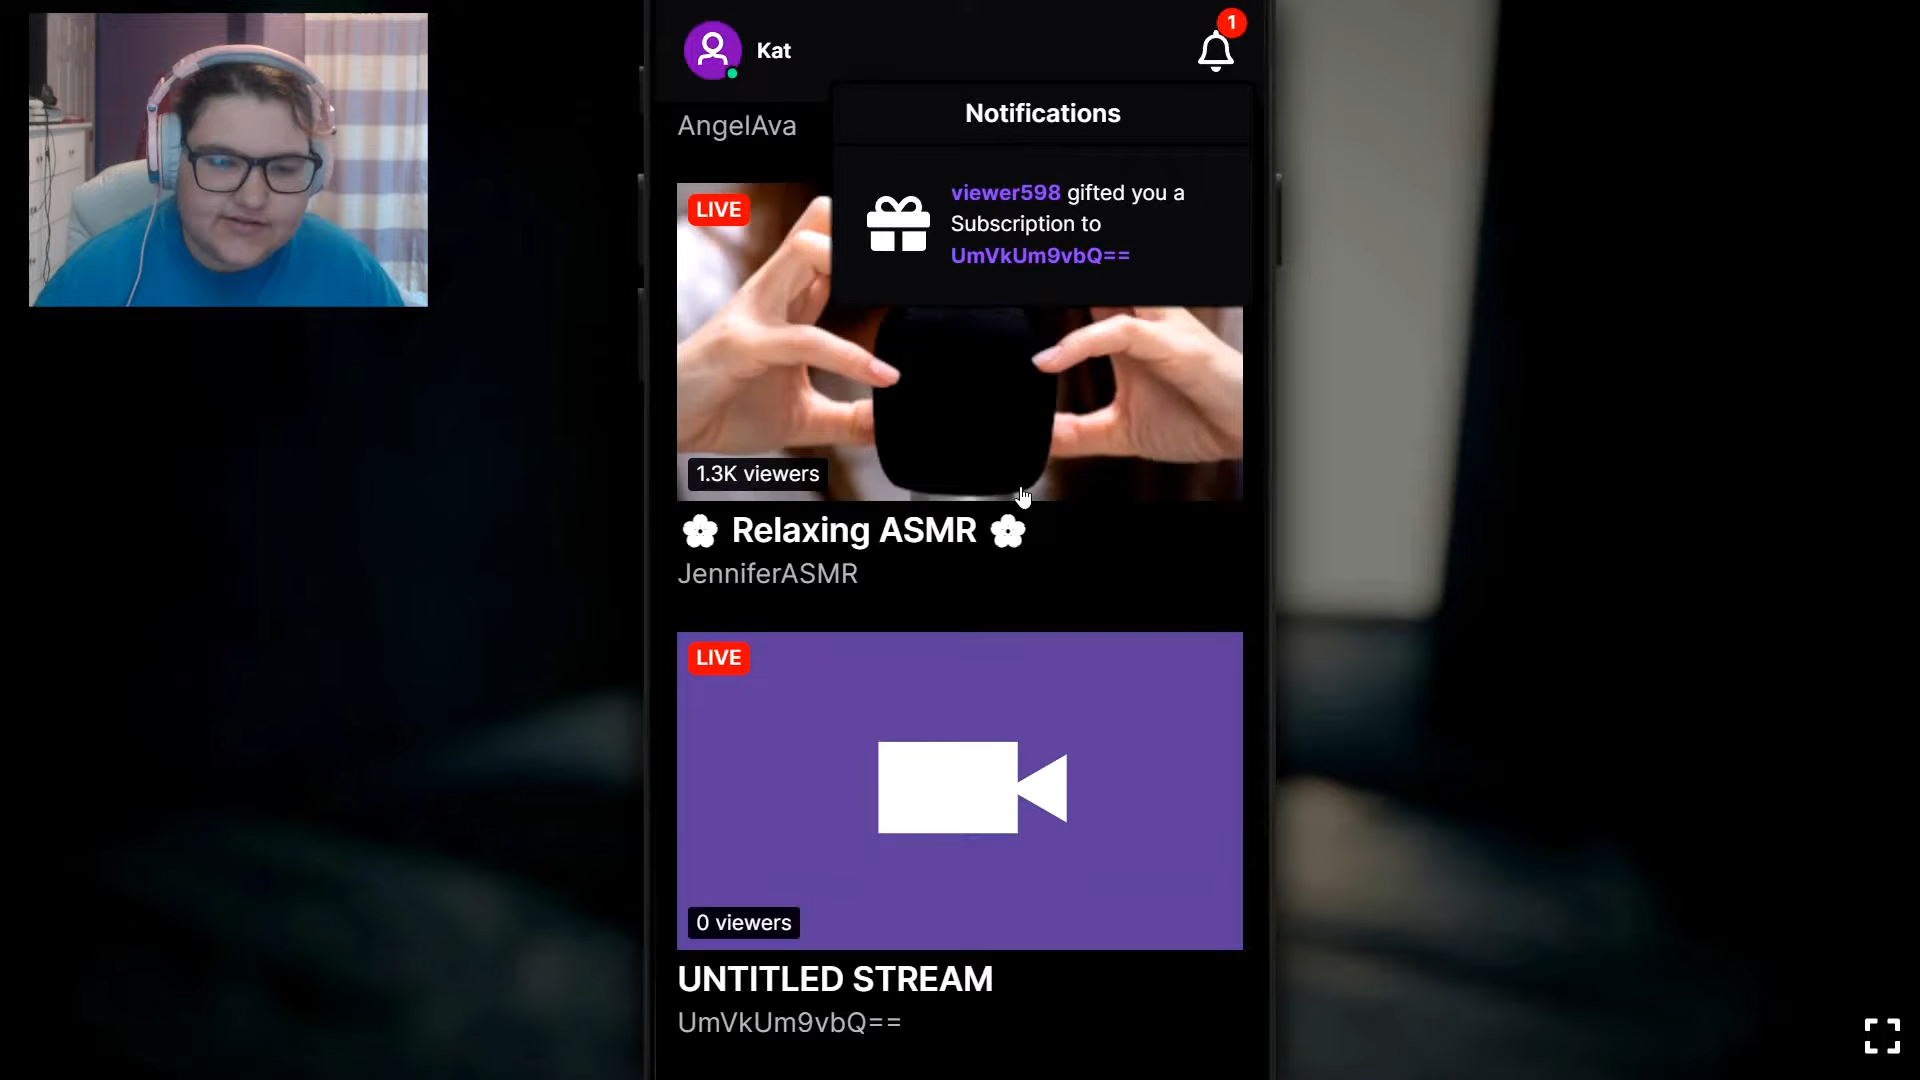 Kat
1
Notifications
AngelAva
viewer598 gifted you a
Subscription to
UmVkUm9vbQ==
LIVE
1.3K viewers
Relaxing ASMR
JenniferASMR
LIVE
0 viewers
UNTITLED STREAM
UmVkUm9vbQ==